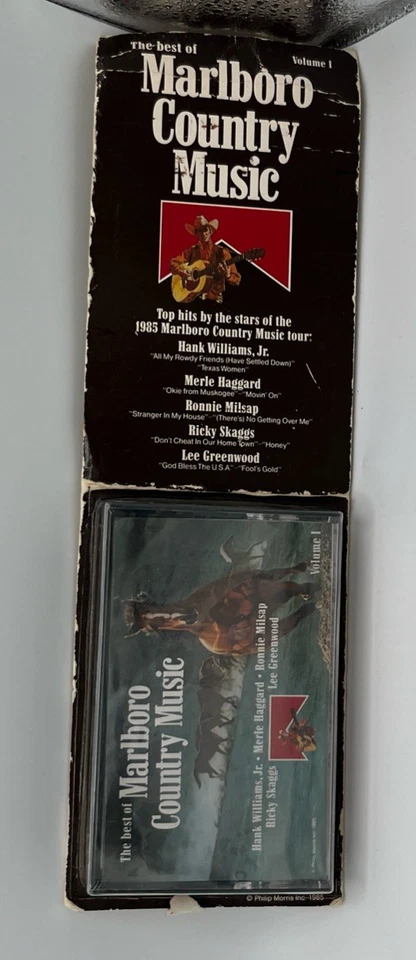 The best of
Volume 1
Marlboro
Country
Music
Top hits by the stars of the
1985 Marlboro Country Music tour:
Hank Williams, Jr.
"All My Rowdy Friends (Have Settled Down)"
"Texas Women"
Merle Haggard
"Okie from Muskogee" "Movin' On"
Ronnie Milsap
"Stranger In My House" "(There's) No Getting Over Me"
Ricky Skaggs
"Don't Cheat In Our Home Town" "Honey"
Lee Greenwood
"God Bless The U.S.A." "Fool's Gold"
The best of
Marlboro
Country Music
Volume 1
Hank Williams, Jr. • Merle Haggard • Ronnie Milsap
Ricky Skaggs
Lee Greenwood
© Philip Morris Inc. 1985